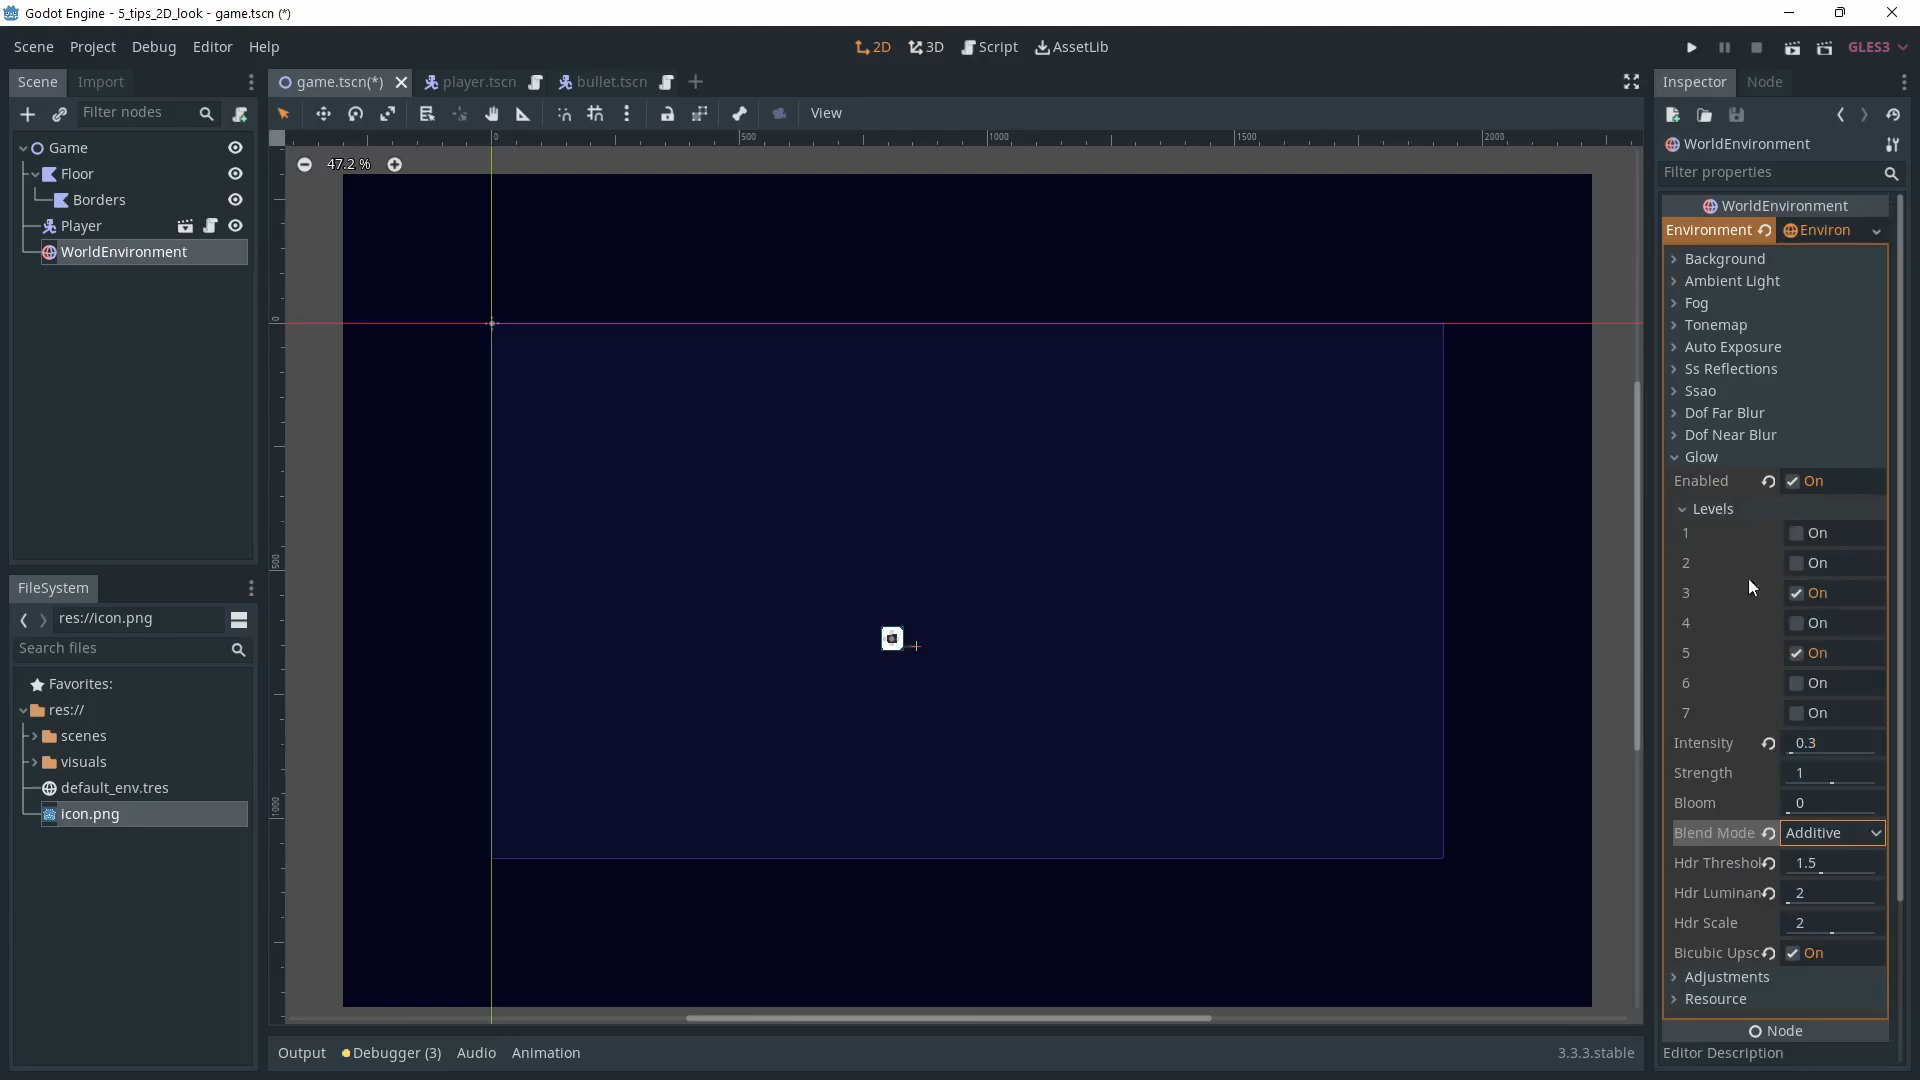 Godot Engine - 5_tips_2D_look - game.tscn (*)
Scene Project Debug Editor Help
2D 3D Script AssetLib
GLES3
Scene Import
Filter nodes
Game
Floor
Borders
Player
WorldEnvironment
FileSystem
res://icon.png
Search files
Favorites:
res://
scenes
visuals
default_env.tres
icon.png
game.tscn(*) player.tscn bullet.tscn
View
0 500 1000 1500 2000
47.2 %
0
500
1000
Output Debugger (3) Audio Animation
3.3.3.stable
Inspector Node
WorldEnvironment
Filter properties
WorldEnvironment
Environment Environ
Background
Ambient Light
Fog
Tonemap
Auto Exposure
Ss Reflections
Ssao
Dof Far Blur
Dof Near Blur
Glow
Enabled On
Levels
1 On
2 On
3 On
4 On
5 On
6 On
7 On
Intensity 0.3
Strength 1
Bloom 0
Blend Mode Additive
Hdr Threshol 1.5
Hdr Luminan 2
Hdr Scale 2
Bicubic Upsc On
Adjustments
Resource
Node
Editor Description